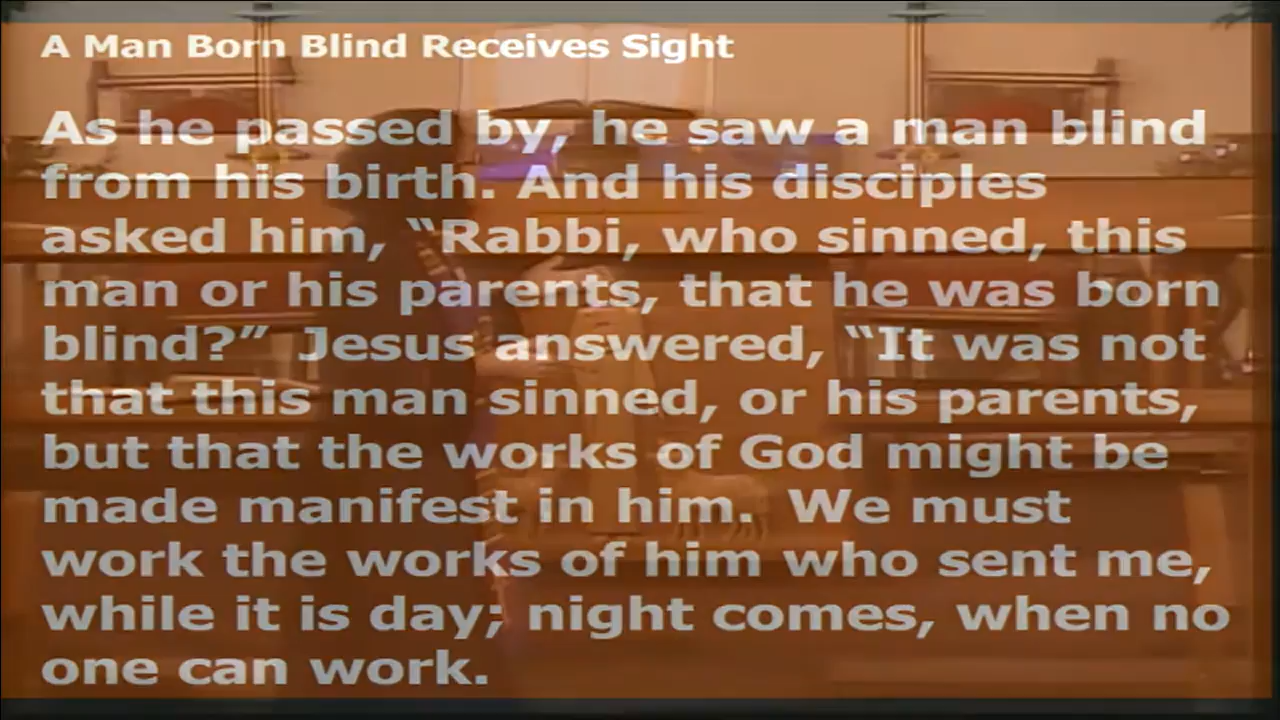 A Man Born Blind Receives Sight
As he passed by, he saw a man blind
from his birth. And his disciples
asked him, “Rabbi, who sinned, this
man or his parents, that he was born
blind?” Jesus answered, “It was not
that this man sinned, or his parents,
but that the works of God might be
made manifest in him. We must
work the works of him who sent me,
while it is day; night comes, when no
one can work.